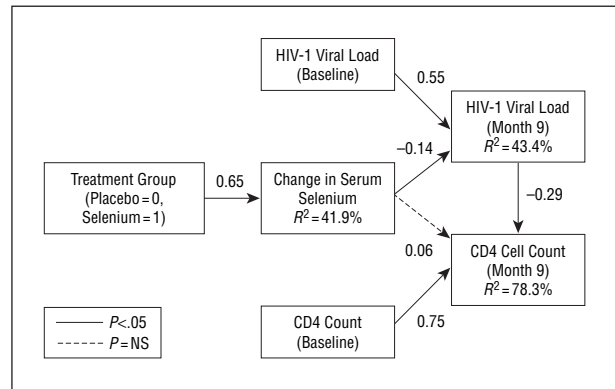 HIV-1 Viral Load
(Baseline)
0.55
HIV-1 Viral Load
(Month 9)
R²=43.4%
–0.14
Treatment Group
(Placebo=0,
Selenium=1)
0.65
Change in Serum
Selenium
R²=41.9%
–0.29
0.06
CD4 Cell Count
(Month 9)
R²=78.3%
0.75
CD4 Count
(Baseline)
P<.05
P=NS